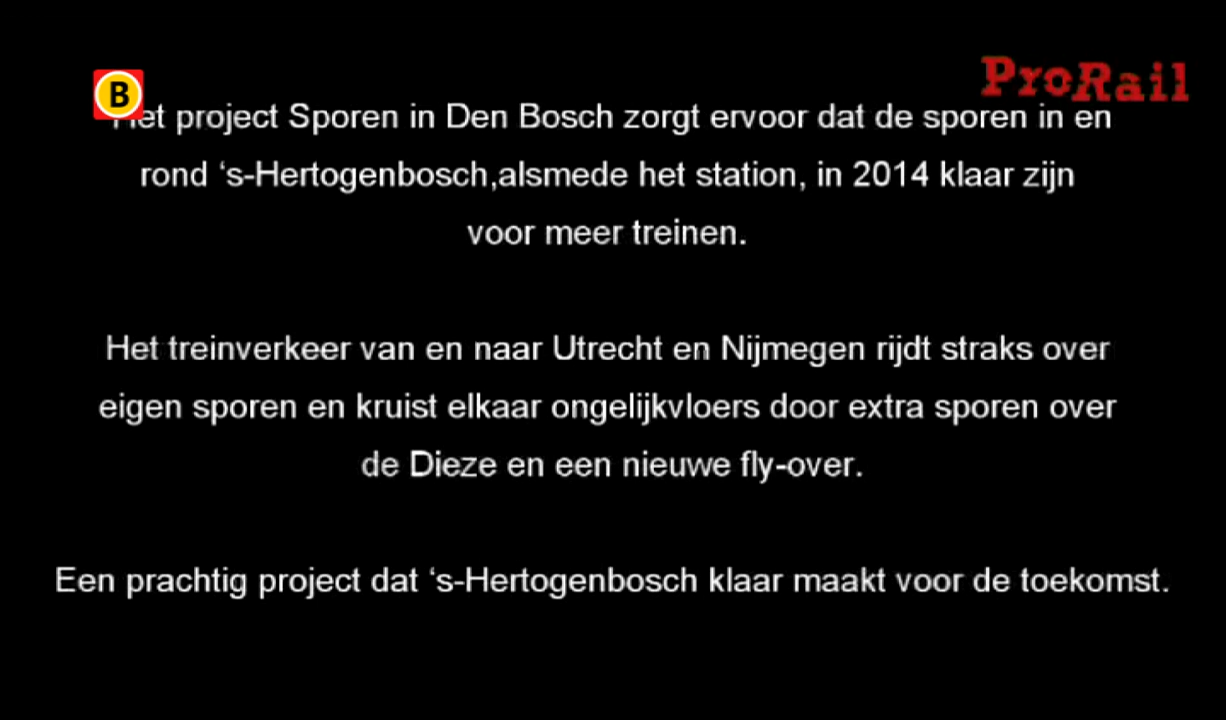 B
ProRail
Het project Sporen in Den Bosch zorgt ervoor dat de sporen in en
rond ‘s-Hertogenbosch,alsmede het station, in 2014 klaar zijn
voor meer treinen.
Het treinverkeer van en naar Utrecht en Nijmegen rijdt straks over
eigen sporen en kruist elkaar ongelijkvloers door extra sporen over
de Dieze en een nieuwe fly-over.
Een prachtig project dat ‘s-Hertogenbosch klaar maakt voor de toekomst.